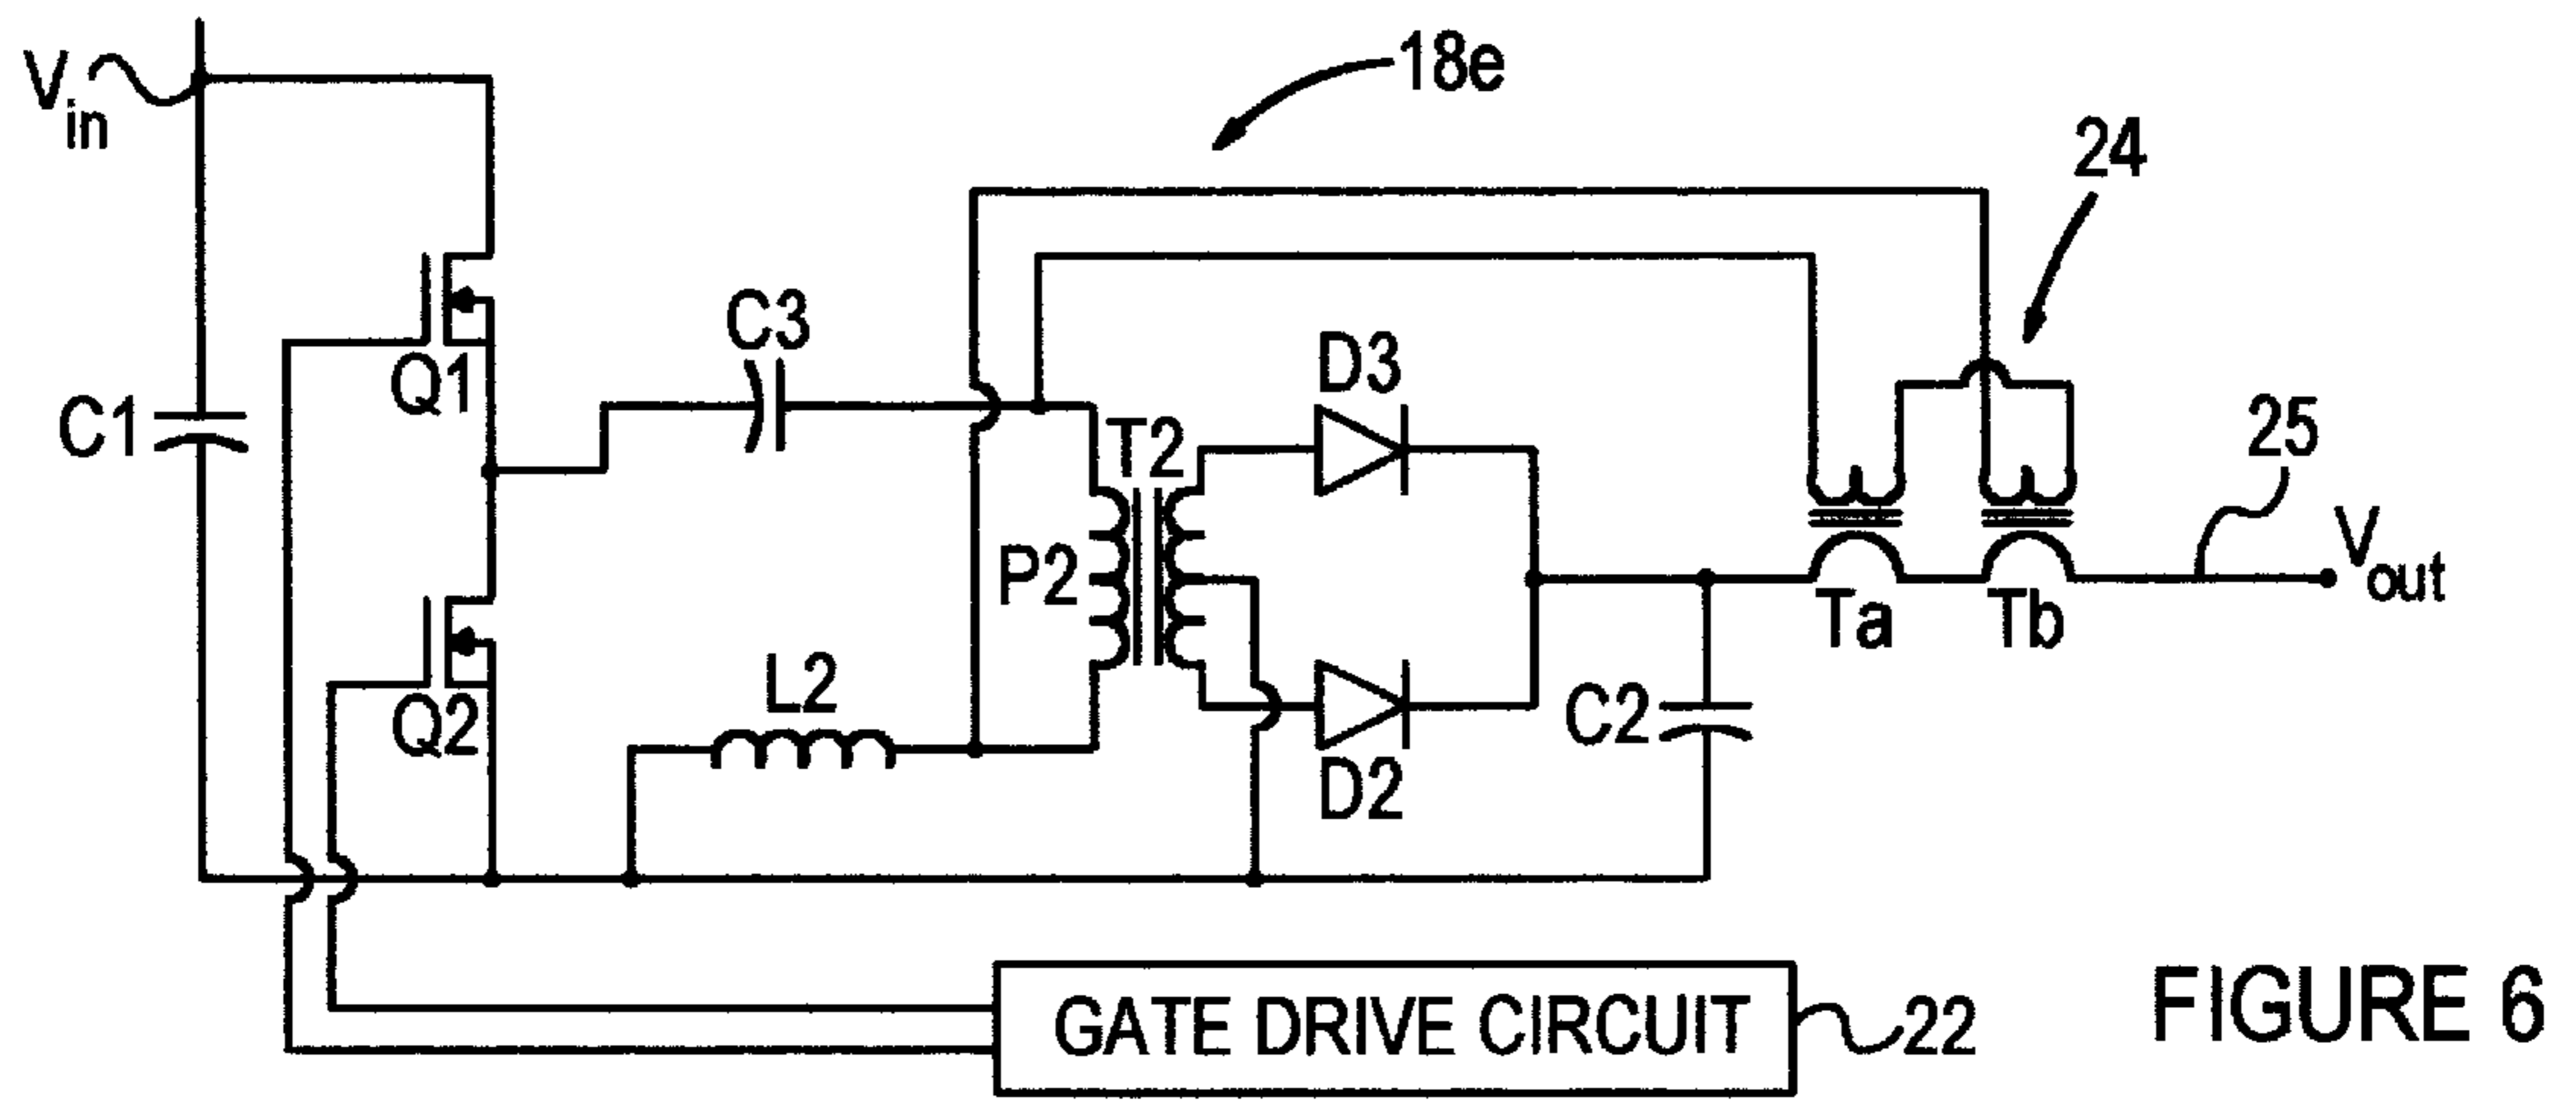 18e
Vin
24
C3
D3
Q1
C1
25
T2
Vout
P2
Ta
Tb
L2
Q2
C2
D2
GATE DRIVE CIRCUIT
22
FIGURE 6